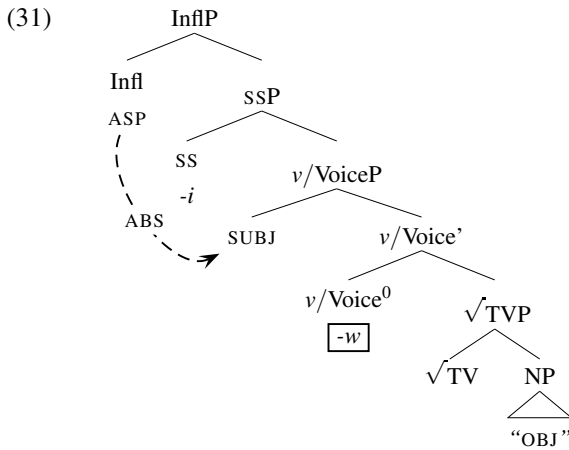 (31)
InflP
Infl
SSP
ASP
SS
v/VoiceP
-i
ABS
SUBJ
v/Voice’
v/Voice⁰
√TVP
-w
√TV
NP
“OBJ”